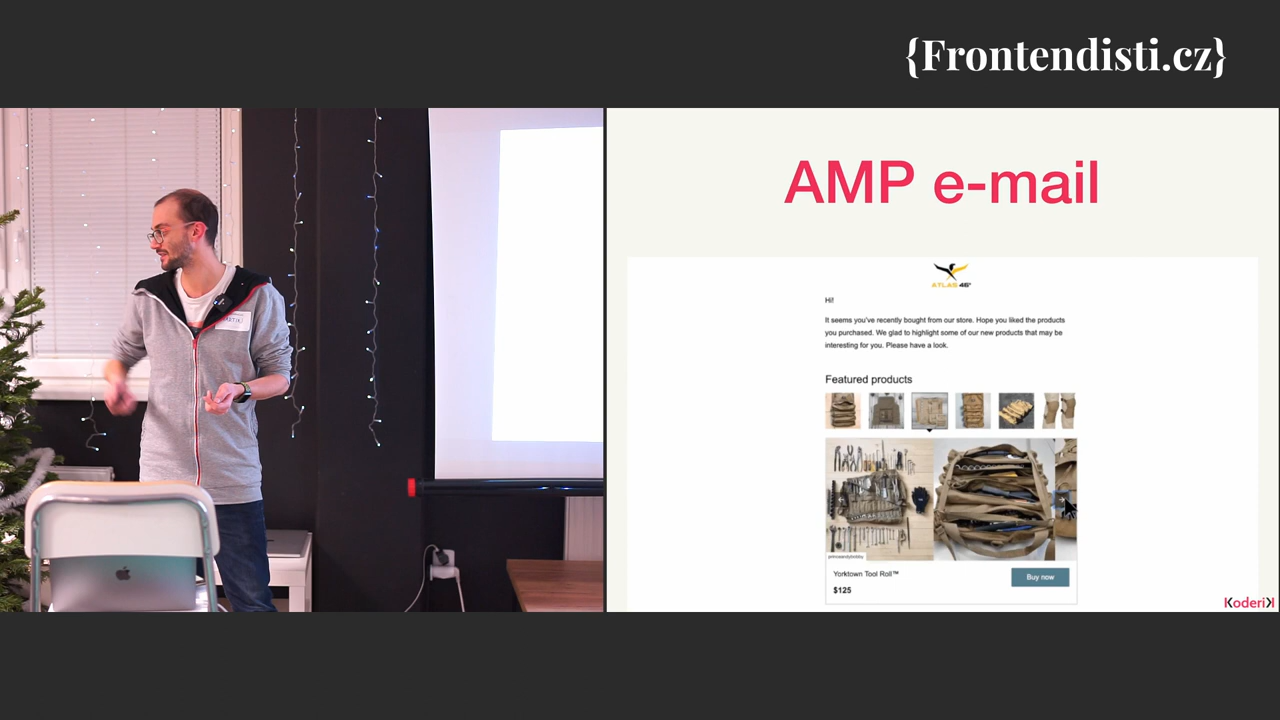 {Frontendisti.cz}
AMP e-mail
ATLAS 46
Hi!
It seems you've recently bought from our store. Hope you liked the products
you purchased. We glad to highlight some of our new products that may be
interesting for you. Please have a look.
Featured products
Yorktown Tool Roll™
$125
Buy now
Koderik